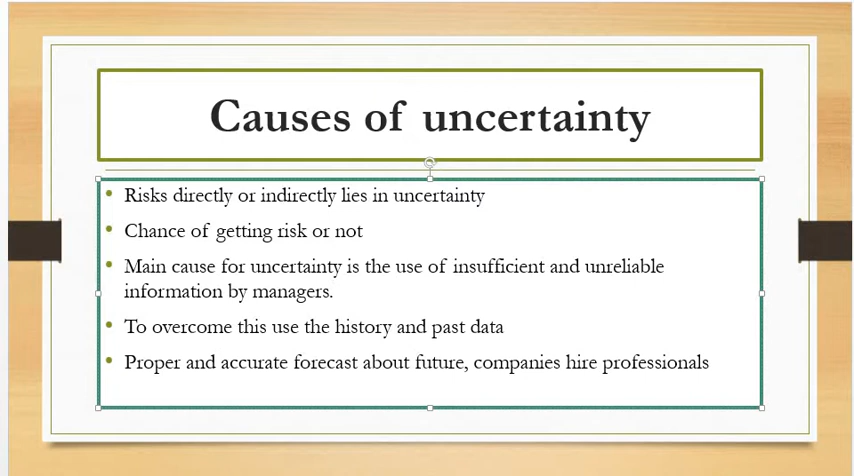 Causes of uncertainty
• Risks directly or indirectly lies in uncertainty
• Chance of getting risk or not
• Main cause for uncertainty is the use of insufficient and unreliable
information by managers.
• To overcome this use the history and past data
• Proper and accurate forecast about future, companies hire professionals